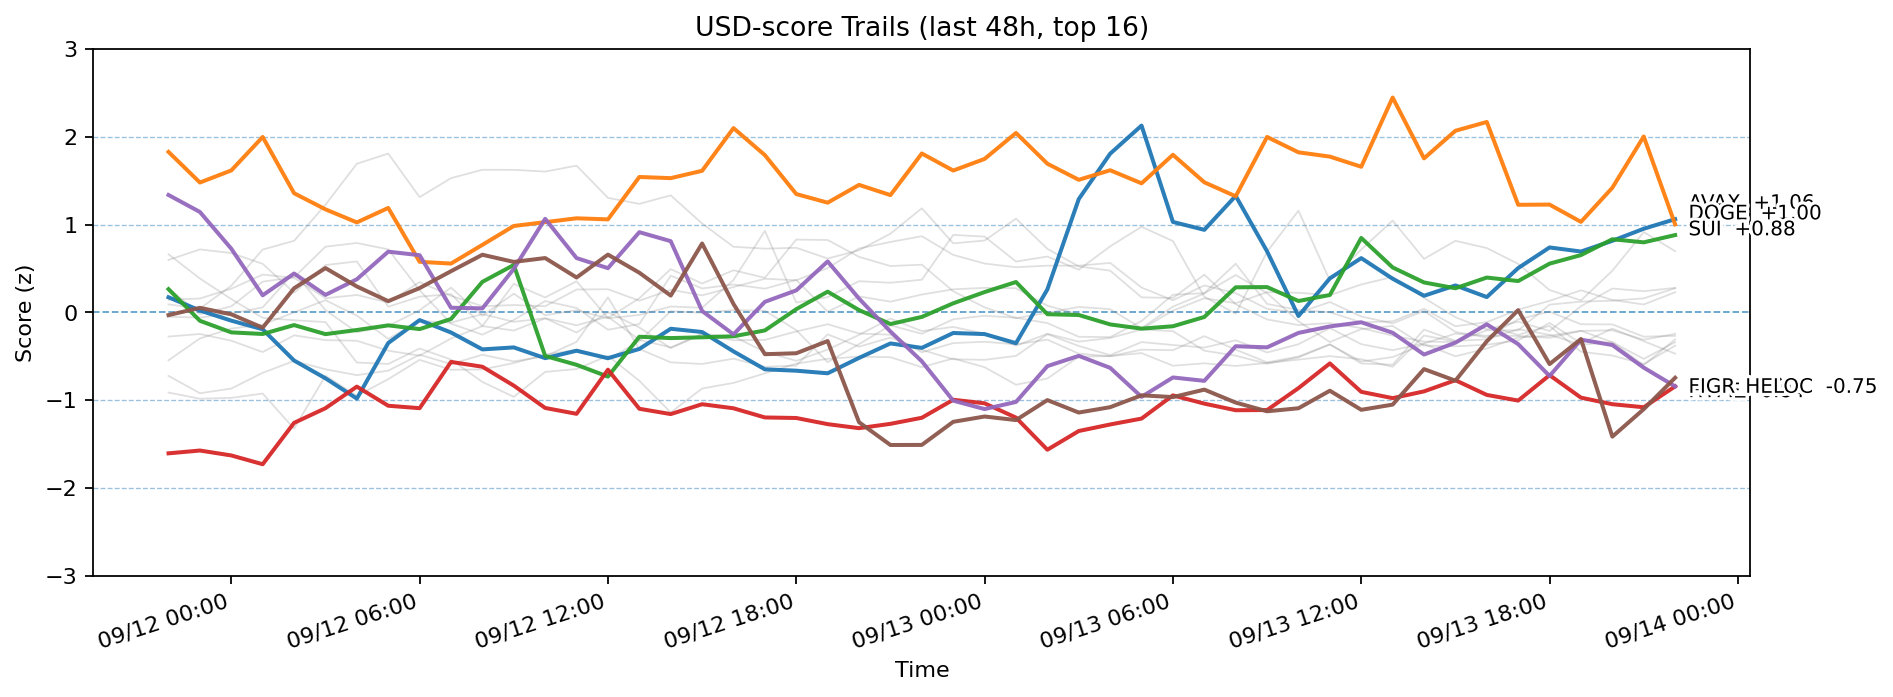 USD-score Trails (last 48h, top 16)
Score (z)
3
2
1
0
−1
−2
−3
AVAX +1.06
DOGE +1.00
SUI +0.88
FIGR_HELOC -0.75
09/12 00:00
09/12 06:00
09/12 12:00
09/12 18:00
09/13 00:00
09/13 06:00
09/13 12:00
09/13 18:00
09/14 00:00
Time